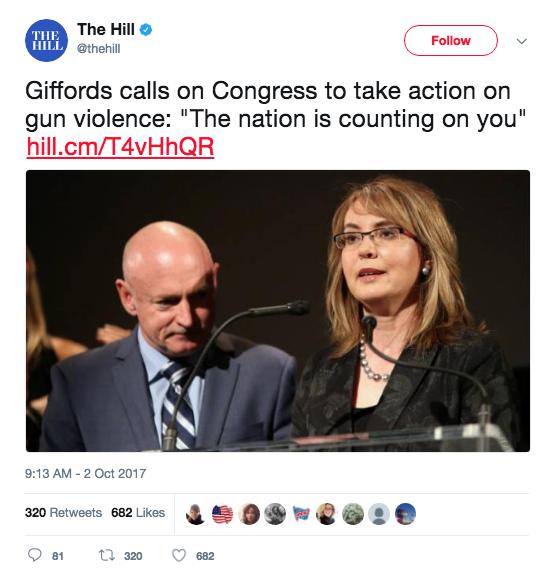 THE
HILL
The Hill
@thehill
Follow
Giffords calls on Congress to take action on
gun violence: "The nation is counting on you"
hill.cm/T4vHhQR
9:13 AM - 2 Oct 2017
320 Retweets 682 Likes
81 320 682